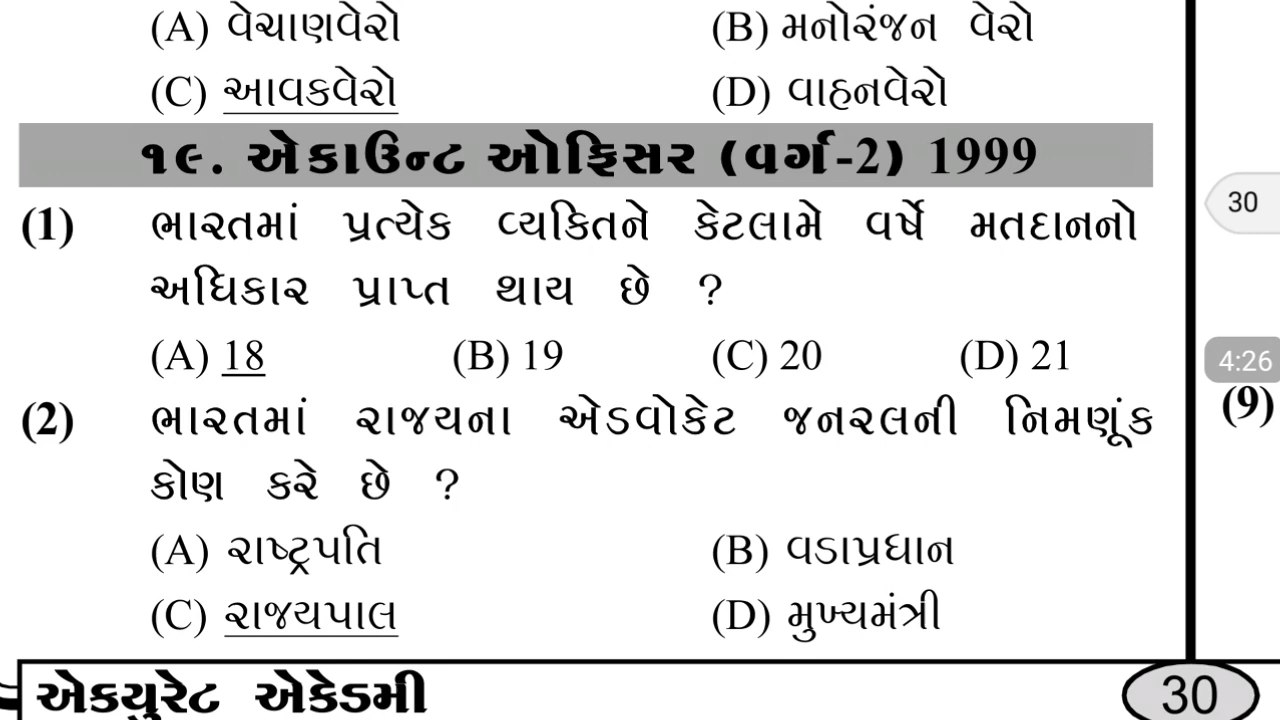 (A) વેચાણવેરો (B) મનોરંજન વેરો
(C) આવકવેરો (D) વાહનવેરો
૧૯. એકાઉન્ટ ઓફિસર (વર્ગ-2) 1999
(1) ભારતમાં પ્રત્યેક વ્યકિતને કેટલામે વર્ષે મતદાનનો
અધિકાર પ્રાપ્ત થાય છે ?
(A) 18 (B) 19 (C) 20 (D) 21
(2) ભારતમાં રાજયના એડવોકેટ જનરલની નિમણૂંક
કોણ કરે છે ?
(A) રાષ્ટ્રપતિ (B) વડાપ્રધાન
(C) રાજયપાલ (D) મુખ્યમંત્રી
એકયુરેટ એકેડમી 30
30
4:26
(9)